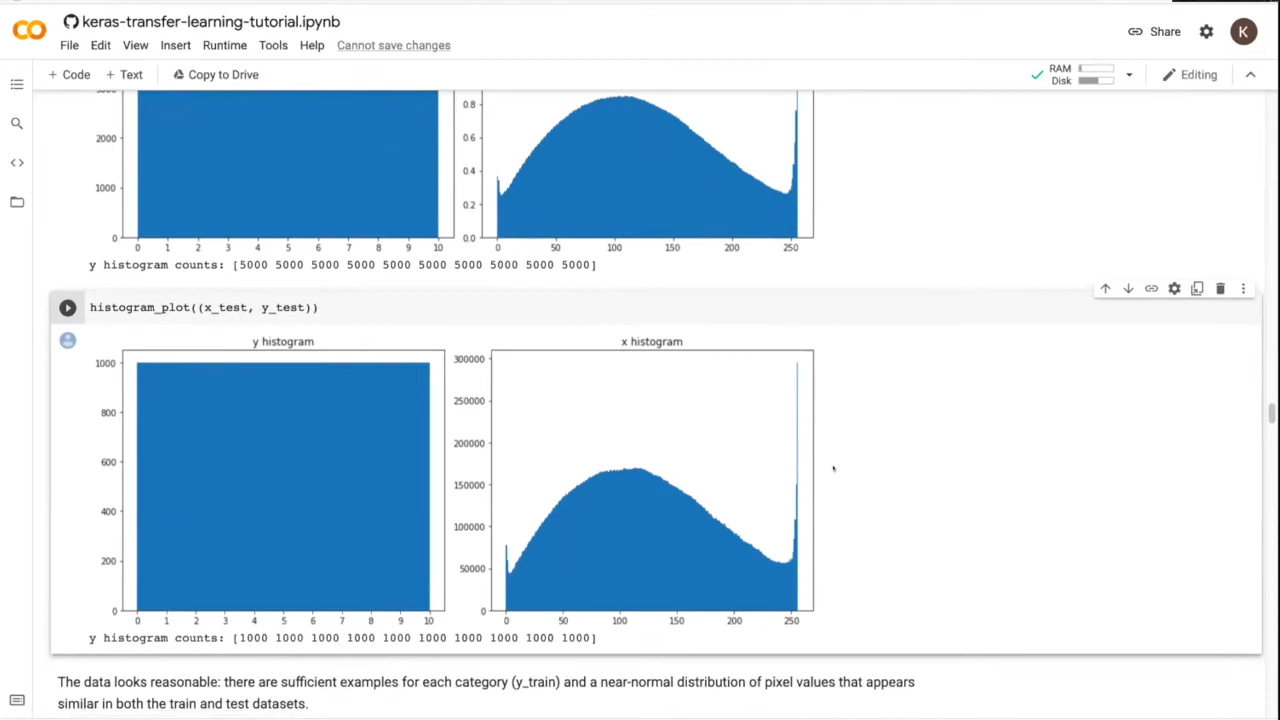 keras-transfer-learning-tutorial.ipynb
Share
K
File Edit View Insert Runtime Tools Help Cannot save changes
+ Code + Text Copy to Drive
RAM
Disk
Editing
2000
1000
0
0 1 2 3 4 5 6 7 8 9 10
0.8
0.6
0.4
0.2
0.0
0 50 100 150 200 250
y histogram counts: [5000 5000 5000 5000 5000 5000 5000 5000 5000 5000]
histogram_plot((x_test, y_test))
y histogram
1000
800
600
400
200
0
0 1 2 3 4 5 6 7 8 9 10
x histogram
300000
250000
200000
150000
100000
50000
0
0 50 100 150 200 250
y histogram counts: [1000 1000 1000 1000 1000 1000 1000 1000 1000 1000]
The data looks reasonable: there are sufficient examples for each category (y_train) and a near-normal distribution of pixel values that appears
similar in both the train and test datasets.